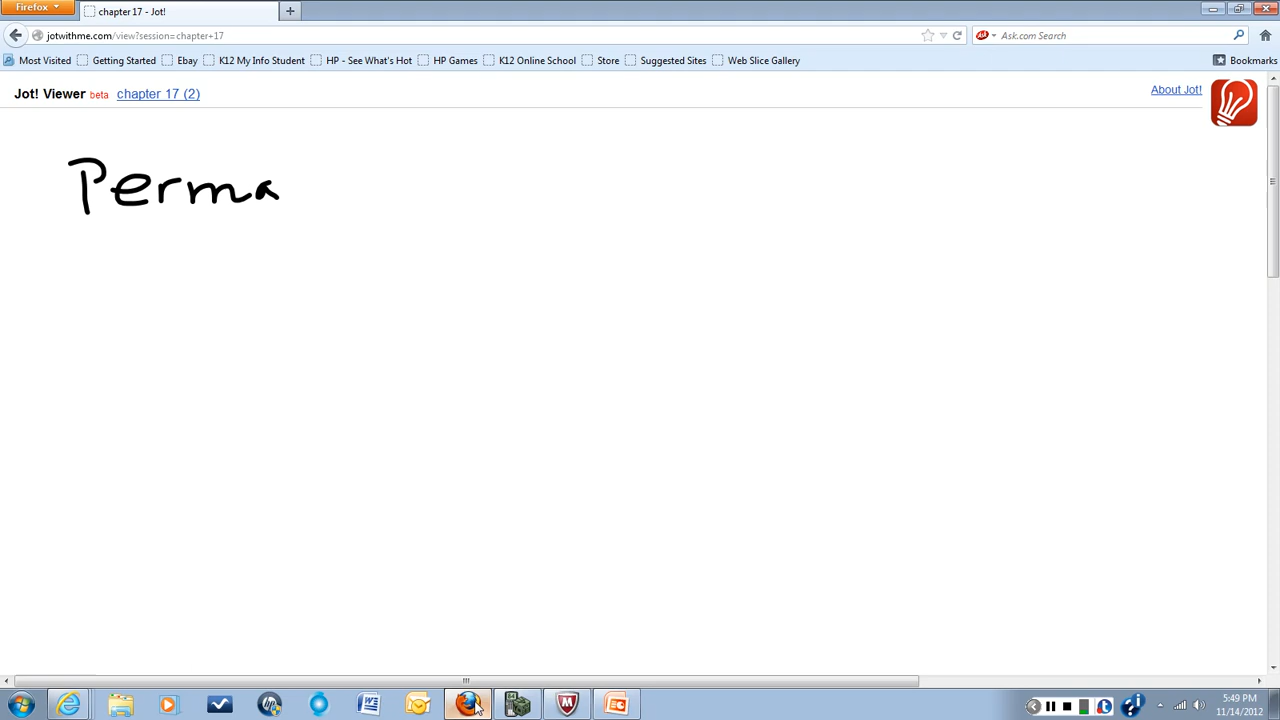 Firefox
chapter 17 - Jot!
jotwithme.com/view?session=chapter+17
Ask Ask.com Search
Most Visited Getting Started Ebay K12 My Info Student HP - See What's Hot HP Games K12 Online School Store Suggested Sites Web Slice Gallery Bookmarks
Jot! Viewer beta chapter 17 (2) About Jot!
Perma
5:49 PM
11/14/2012